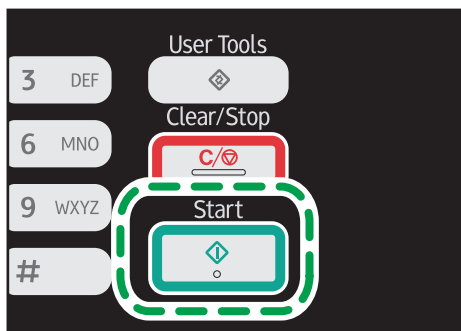 User Tools
3 DEF
Clear/Stop
6 MNO
C/
9 WXYZ
Start
#